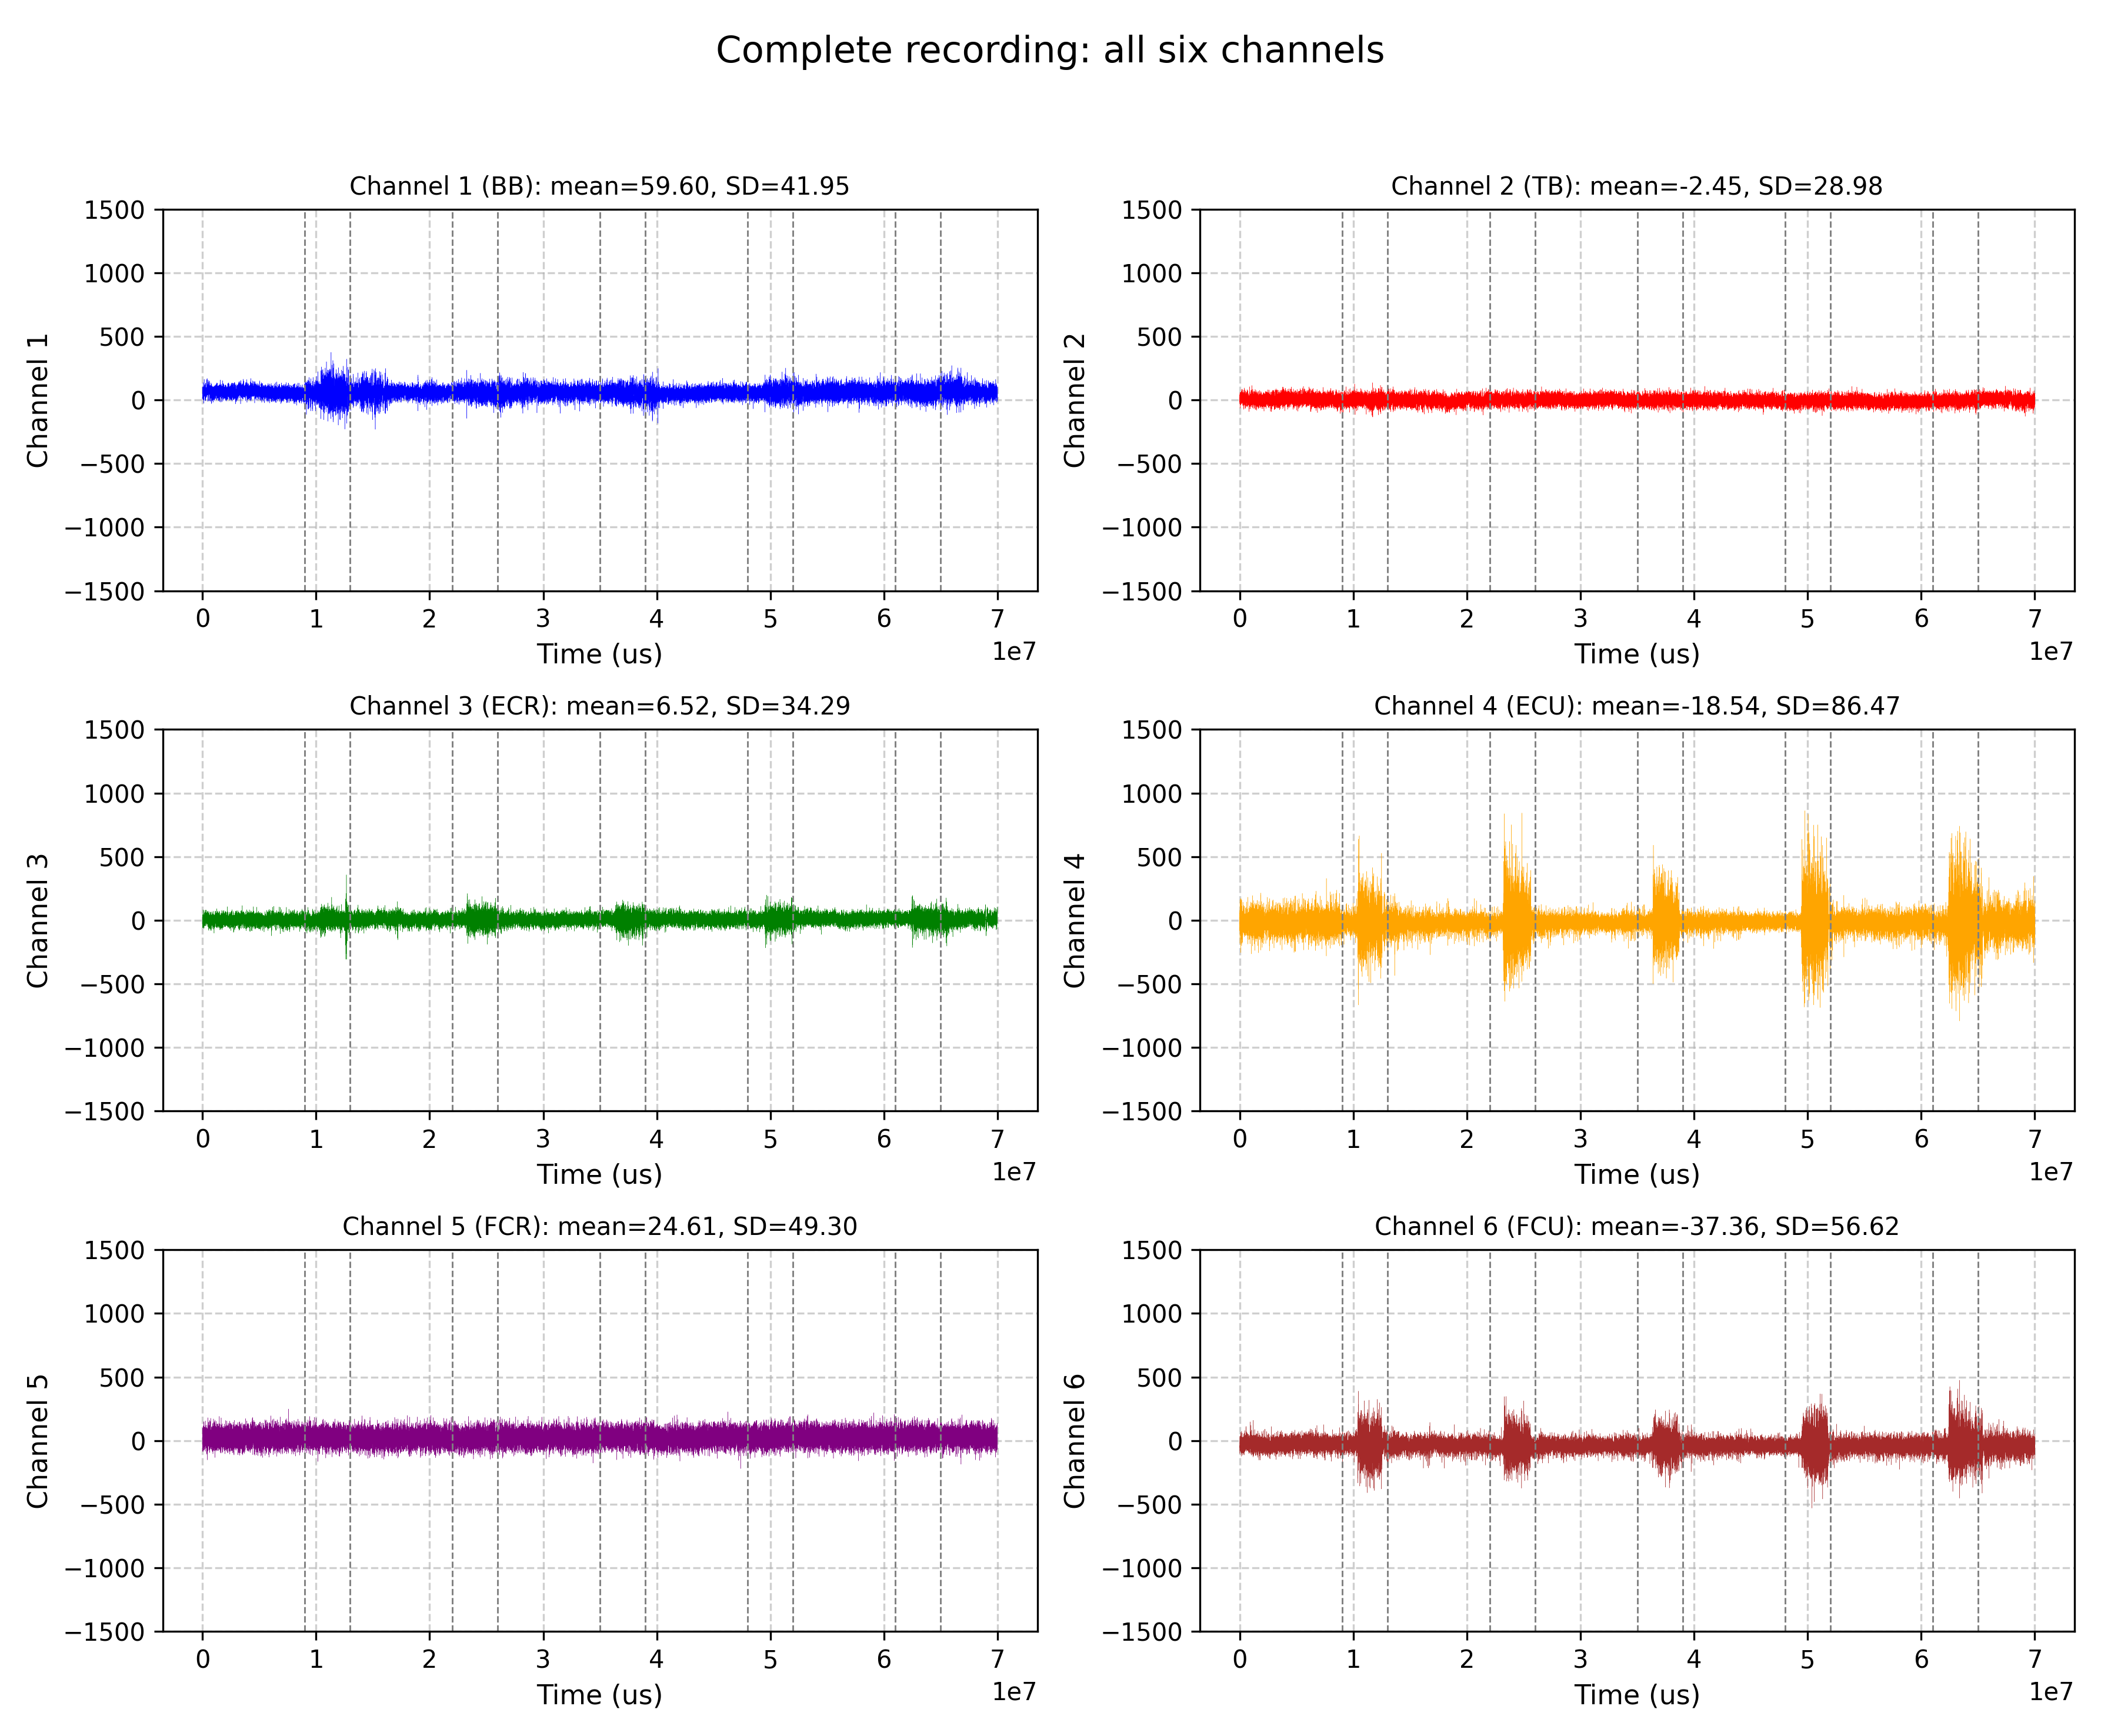 Complete recording: all six channels
Channel 1 (BB): mean=59.60, SD=41.95
1500
1000
500
0
−500
−1000
−1500
Channel 1
0 1 2 3 4 5 6 7
1e7
Time (us)
Channel 2 (TB): mean=-2.45, SD=28.98
1500
1000
500
0
−500
−1000
−1500
Channel 2
0 1 2 3 4 5 6 7
1e7
Time (us)
Channel 3 (ECR): mean=6.52, SD=34.29
1500
1000
500
0
−500
−1000
−1500
Channel 3
0 1 2 3 4 5 6 7
1e7
Time (us)
Channel 4 (ECU): mean=-18.54, SD=86.47
1500
1000
500
0
−500
−1000
−1500
Channel 4
0 1 2 3 4 5 6 7
1e7
Time (us)
Channel 5 (FCR): mean=24.61, SD=49.30
1500
1000
500
0
−500
−1000
−1500
Channel 5
0 1 2 3 4 5 6 7
1e7
Time (us)
Channel 6 (FCU): mean=-37.36, SD=56.62
1500
1000
500
0
−500
−1000
−1500
Channel 6
0 1 2 3 4 5 6 7
1e7
Time (us)